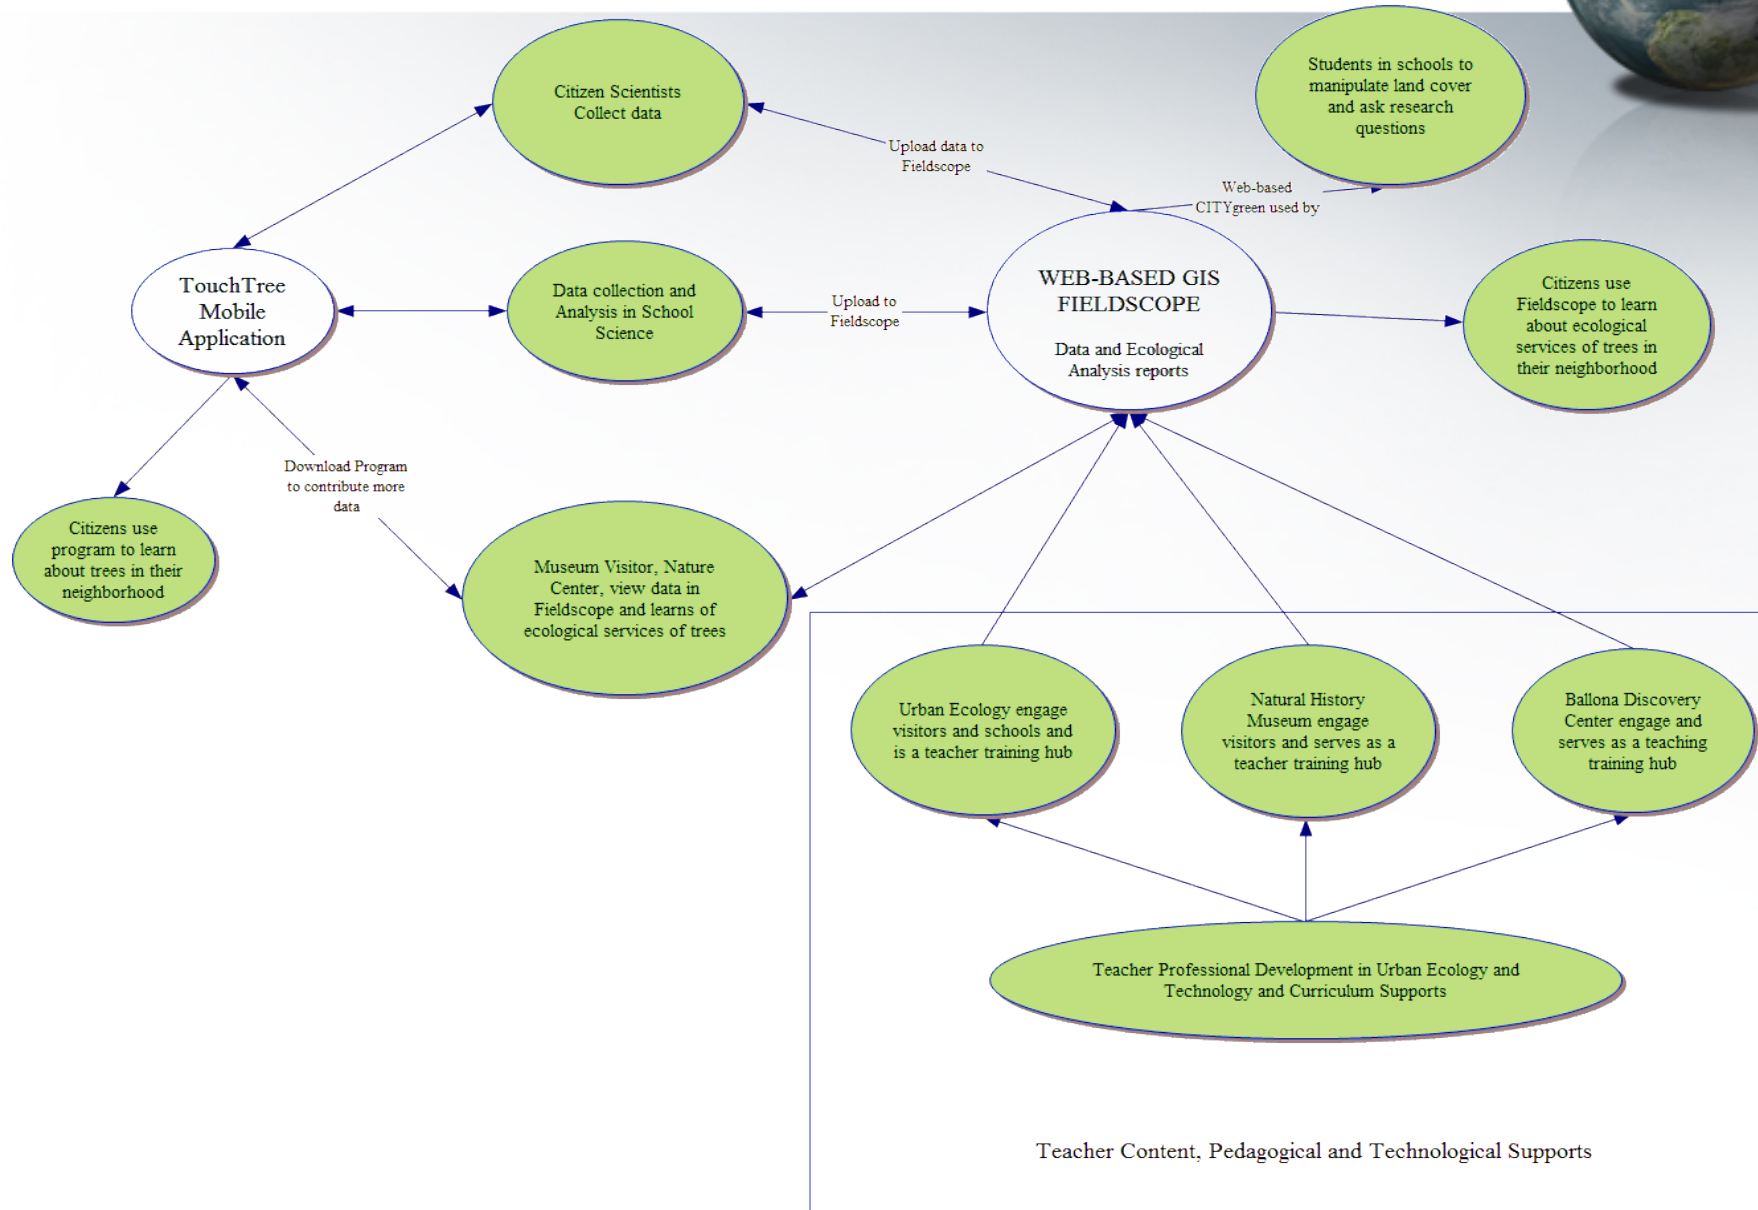 Citizen Scientists
Collect data
Students in schools to
manipulate land cover
and ask research
questions
Upload data to
Fieldscope
Web-based
CITYgreen used by
TouchTree
Mobile
Application
Data collection and
Analysis in School
Science
Upload to
Fieldscope
WEB-BASED GIS
FIELDSCOPE
Data and Ecological
Analysis reports
Citizens use
Fieldscope to learn
about ecological
services of trees in
their neighborhood
Download Program
to contribute more
data
Citizens use
program to learn
about trees in their
neighborhood
Museum Visitor, Nature
Center, view data in
Fieldscope and learns of
ecological services of trees
Urban Ecology engage
visitors and schools and
is a teacher training hub
Natural History
Museum engage
visitors and serves as a
teacher training hub
Ballona Discovery
Center engage and
serves as a teaching
training hub
Teacher Professional Development in Urban Ecology and
Technology and Curriculum Supports
Teacher Content, Pedagogical and Technological Supports